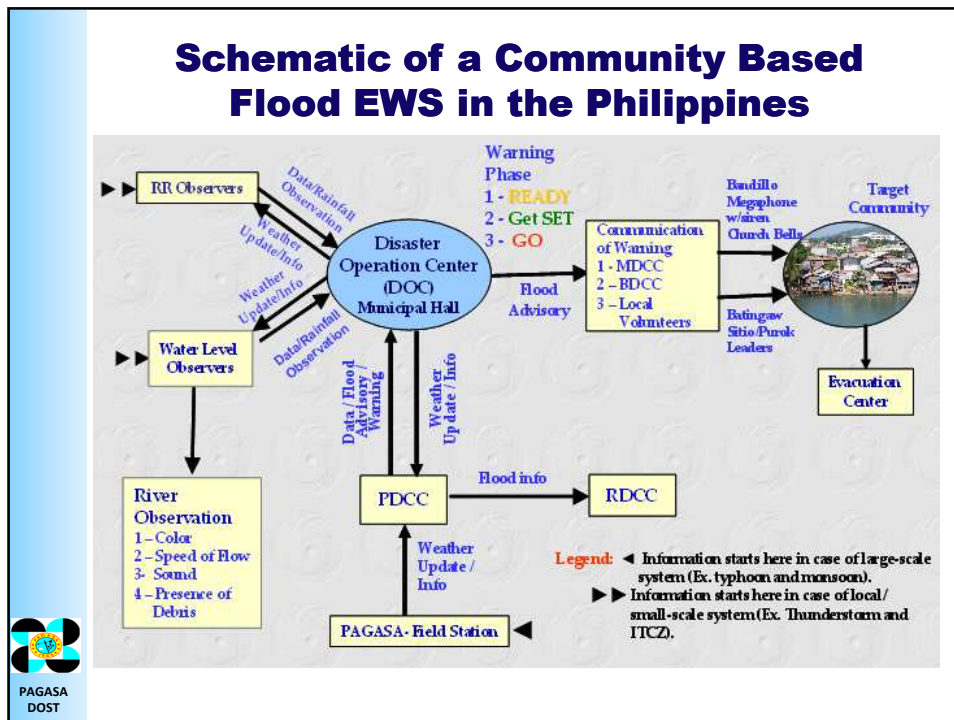 Schematic of a Community Based
Flood EWS in the Philippines
RR Observers
Data/Rainfall
Observation
Weather
Update/Info
Weather
Update/Info
Data/Rainfall
Observation
Water Level
Observers
Disaster
Operation Center
(DOC)
Municipal Hall
Warning
Phase
1 - READY
2 - Get SET
3 - GO
Flood
Advisory
Communication
of Warning
1 - MDCC
2 – BDCC
3 – Local
Volunteers
Bandillo
Megaphone
w/siren
Church Bells
Batingaw
Sitio/Purok
Leaders
Target
Community
Evacuation
Center
River
Observation
1 – Color
2 – Speed of Flow
3- Sound
4 – Presence of
Debris
Data / Flood
Advisory /
Warning
Weather
Update / Info
PDCC
Flood info
RDCC
Weather
Update /
Info
PAGASA- Field Station
Legend: ◄ Information starts here in case of large-scale
system (Ex. typhoon and monsoon).
►► Information starts here in case of local/
small-scale system (Ex. Thunderstorm and
ITCZ).
PAGASA
DOST